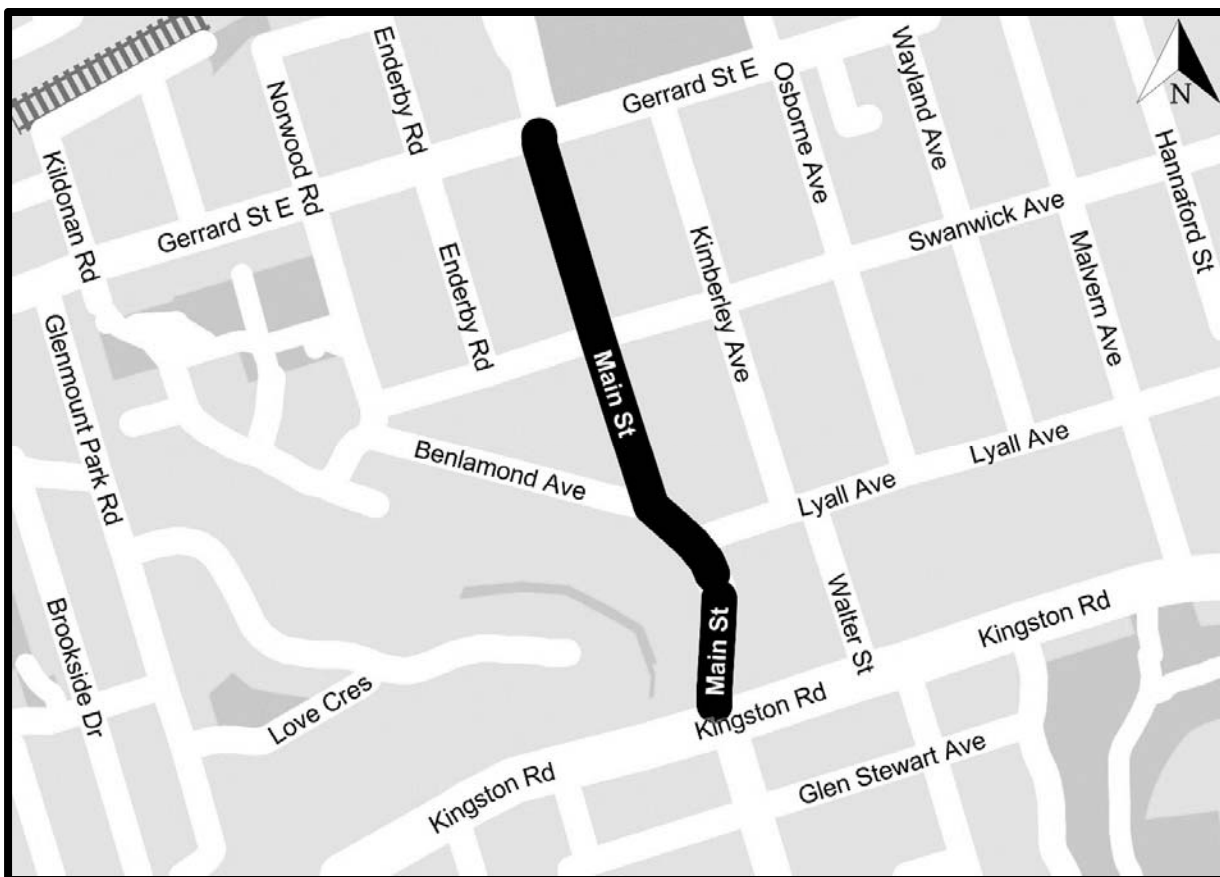 Enderby Rd
Wayland Ave
Gerrard St E
Osborne Ave
N
Norwood Rd
Hannaford St
Kildonan Rd
Gerrard St E
Swanwick Ave
Enderby Rd
Kimberley Ave
Malvern Ave
Glenmount Park Rd
Main St
Benlamond Ave
Lyall Ave
Lyall Ave
Brookside Dr
Walter St
Kingston Rd
Main St
Love Cres
Kingston Rd
Glen Stewart Ave
Kingston Rd